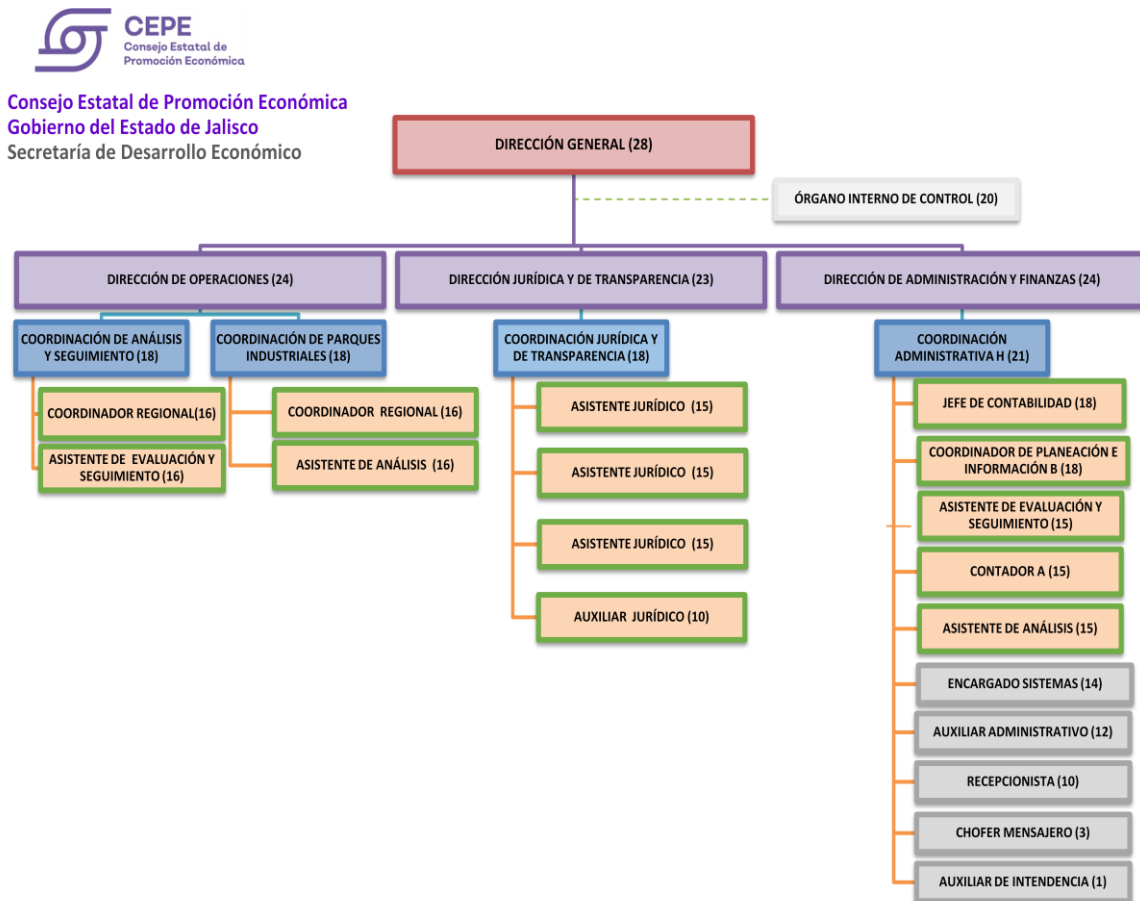 CEPE
Consejo Estatal de
Promoción Económica
Consejo Estatal de Promoción Económica
Gobierno del Estado de Jalisco
Secretaría de Desarrollo Económico
DIRECCIÓN GENERAL (28)
ÓRGANO INTERNO DE CONTROL (20)
DIRECCIÓN DE OPERACIONES (24)
DIRECCIÓN JURÍDICA Y DE TRANSPARENCIA (23)
DIRECCIÓN DE ADMINISTRACIÓN Y FINANZAS (24)
COORDINACIÓN DE ANÁLISIS
Y SEGUIMIENTO (18)
COORDINACIÓN DE PARQUES
INDUSTRIALES (18)
COORDINACIÓN JURÍDICA Y
DE TRANSPARENCIA (18)
COORDINACIÓN
ADMINISTRATIVA H (21)
COORDINADOR REGIONAL(16)
ASISTENTE DE EVALUACIÓN Y
SEGUIMIENTO (16)
COORDINADOR REGIONAL (16)
ASISTENTE DE ANÁLISIS (16)
ASISTENTE JURÍDICO (15)
ASISTENTE JURÍDICO (15)
ASISTENTE JURÍDICO (15)
AUXILIAR JURÍDICO (10)
JEFE DE CONTABILIDAD (18)
COORDINADOR DE PLANEACIÓN E
INFORMACIÓN B (18)
ASISTENTE DE EVALUACIÓN Y
SEGUIMIENTO (15)
CONTADOR A (15)
ASISTENTE DE ANÁLISIS (15)
ENCARGADO SISTEMAS (14)
AUXILIAR ADMINISTRATIVO (12)
RECEPCIONISTA (10)
CHOFER MENSAJERO (3)
AUXILIAR DE INTENDENCIA (1)